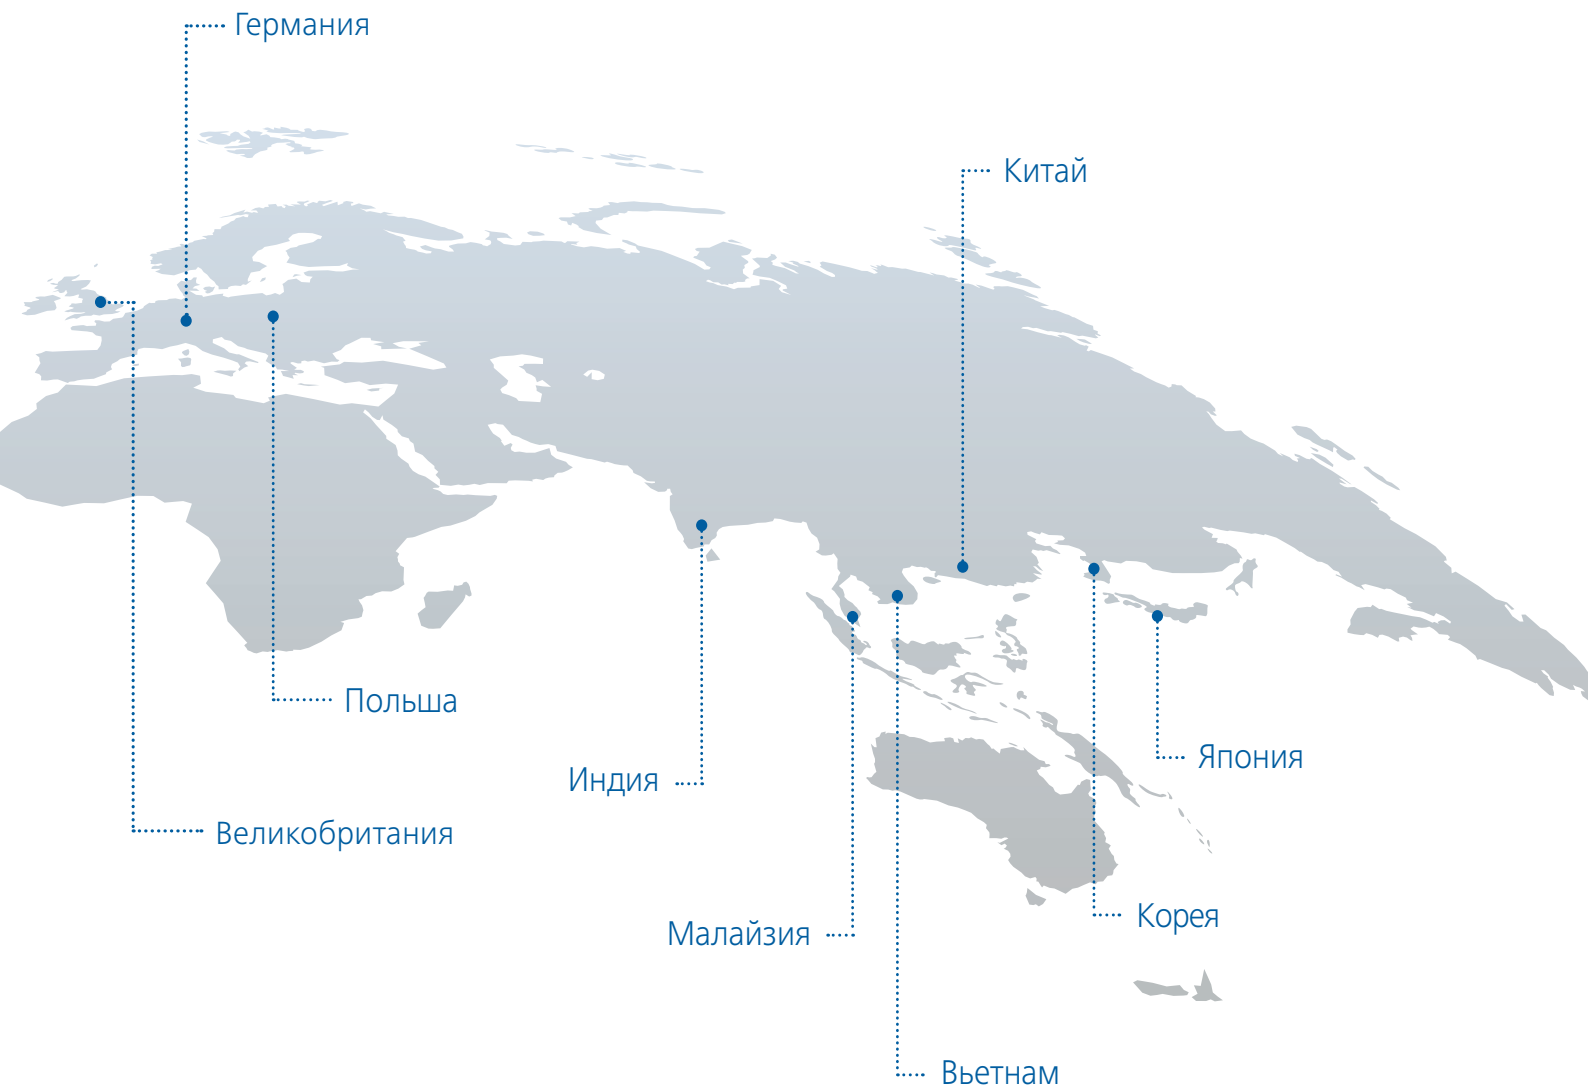 Германия
Китай
Польша
Япония
Индия
Великобритания
Корея
Малайзия
Вьетнам